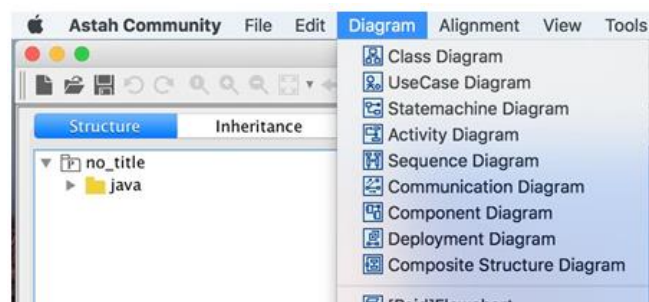 Astah Community File Edit Diagram Alignment View Tools
Class Diagram
UseCase Diagram
Statemachine Diagram
Activity Diagram
Sequence Diagram
Communication Diagram
Component Diagram
Deployment Diagram
Composite Structure Diagram
Structure Inheritance
no_title
java